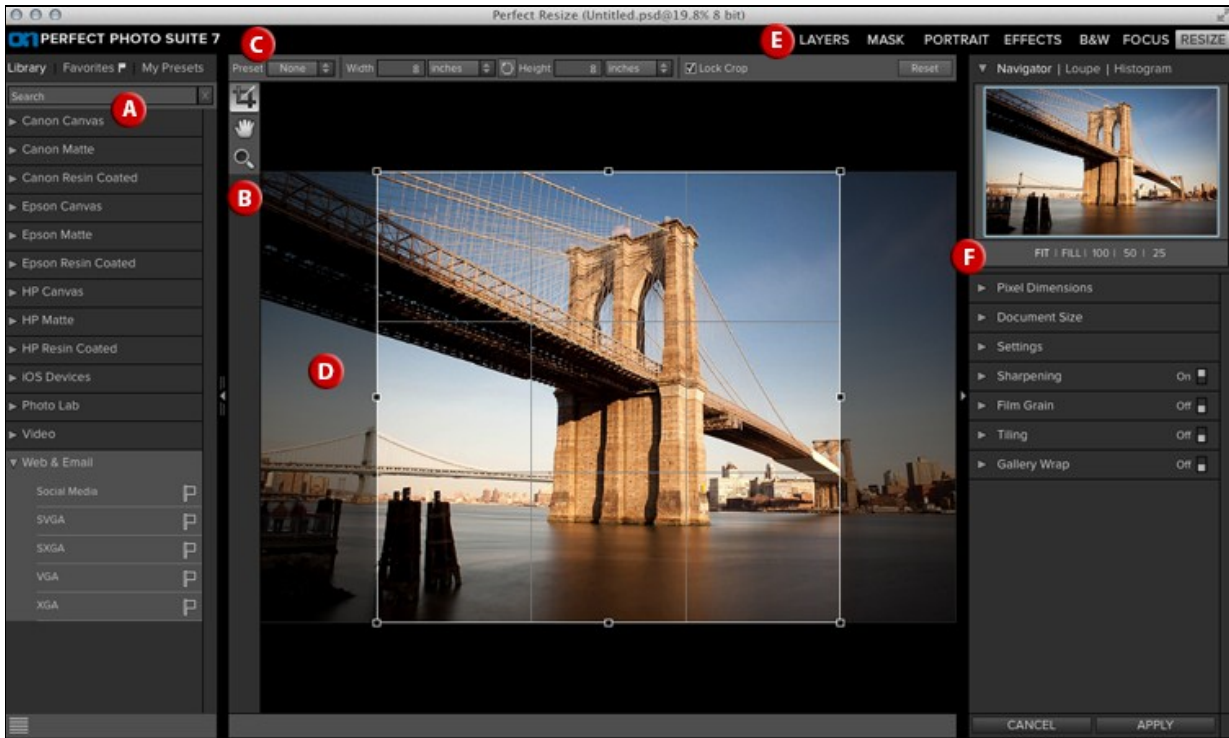 Perfect Resize (Untitled.psd@19.8% 8 bit)
on PERFECT PHOTO SUITE 7
C
E
LAYERS MASK PORTRAIT EFFECTS B&W FOCUS RESIZE
Library Favorites My Presets
Preset None Width 8 inches Height 8 inches Lock Crop Reset
Navigator | Loupe | Histogram
Search X
A
Canon Canvas
Canon Matte
Canon Resin Coated
Epson Canvas
Epson Matte
Epson Resin Coated
HP Canvas
HP Matte
HP Resin Coated
iOS Devices
Photo Lab
Video
Web & Email
Social Media
SVGA
SXGA
VGA
XGA
B
D
F
FIT | FILL | 100 | 50 | 25
Pixel Dimensions
Document Size
Settings
Sharpening On
Film Grain Off
Tiling Off
Gallery Wrap Off
CANCEL APPLY